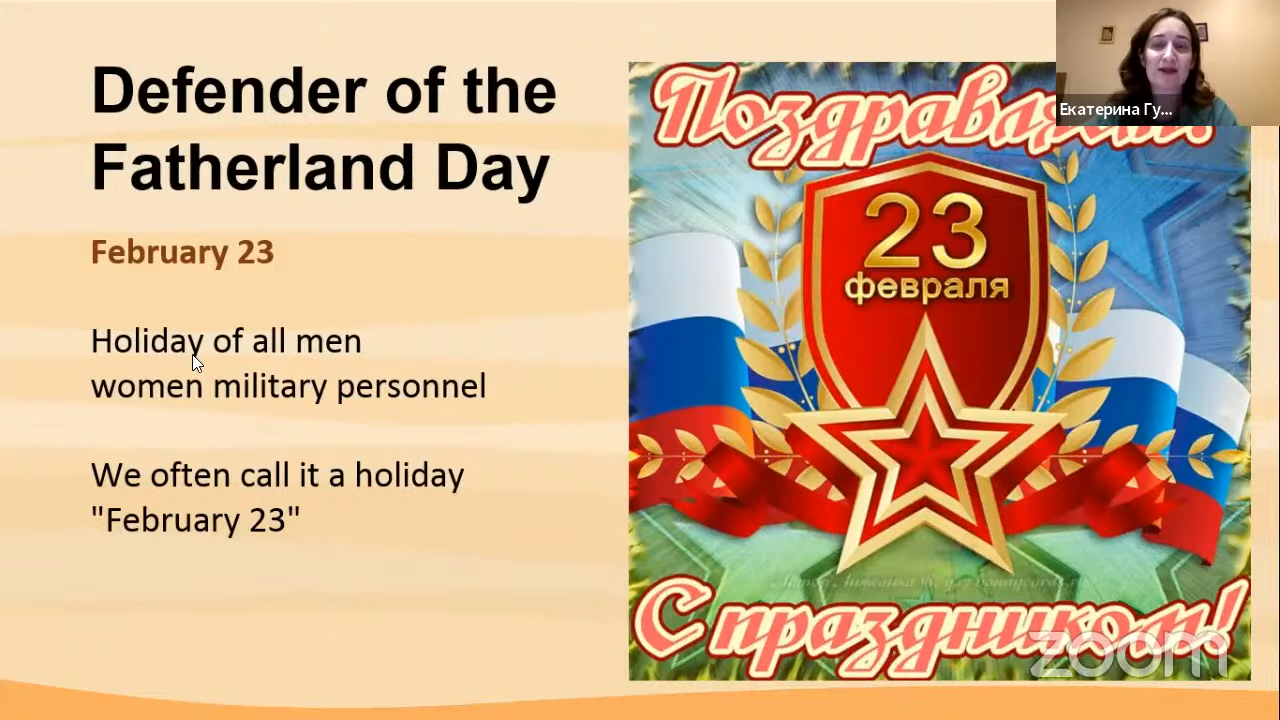 Defender of the
Fatherland Day
February 23
Holiday of all men
women military personnel
We often call it a holiday
"February 23"
Екатерина Гу...
23
февраля
С праздником!
zoom